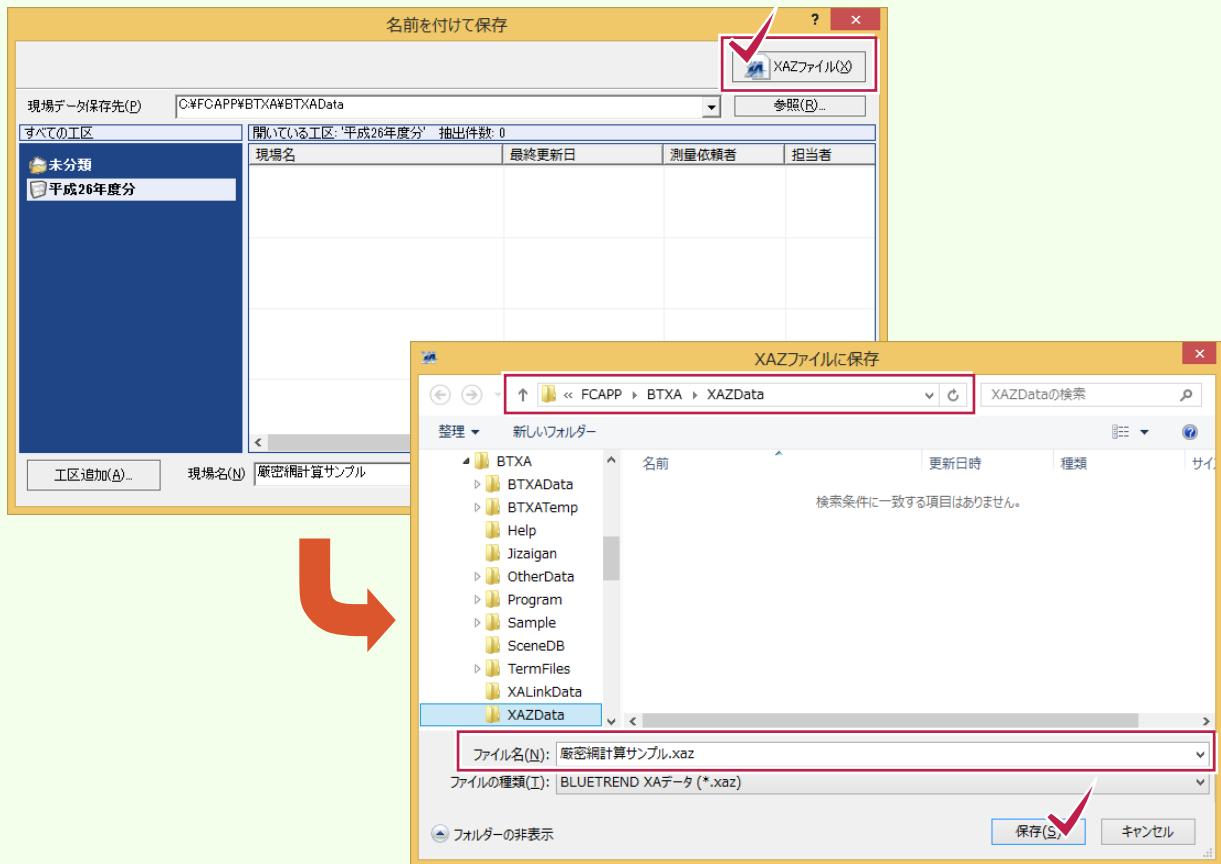 名前を付けて保存
?
×
XAZファイル(X)
現場データ保存先(P)
C:¥FCAPP¥BTXA¥BTXAData
参照(R)...
すべての工区
開いている工区: '平成26年度分'　抽出件数: 0
未分類
平成26年度分
現場名
最終更新日
測量依頼者
担当者
工区追加(A)...
現場名(N)
厳密網計算サンプル
XAZファイルに保存
×
« FCAPP ▸ BTXA ▸ XAZData
XAZDataの検索
整理 ▼
新しいフォルダー
BTXA
BTXAData
BTXATemp
Help
Jizaigan
OtherData
Program
Sample
SceneDB
TermFiles
XALinkData
XAZData
名前
更新日時
種類
サイ
検索条件に一致する項目はありません。
ファイル名(N):
厳密網計算サンプル.xaz
ファイルの種類(T):
BLUETREND XAデータ (*.xaz)
フォルダーの非表示
保存(S)
キャンセル